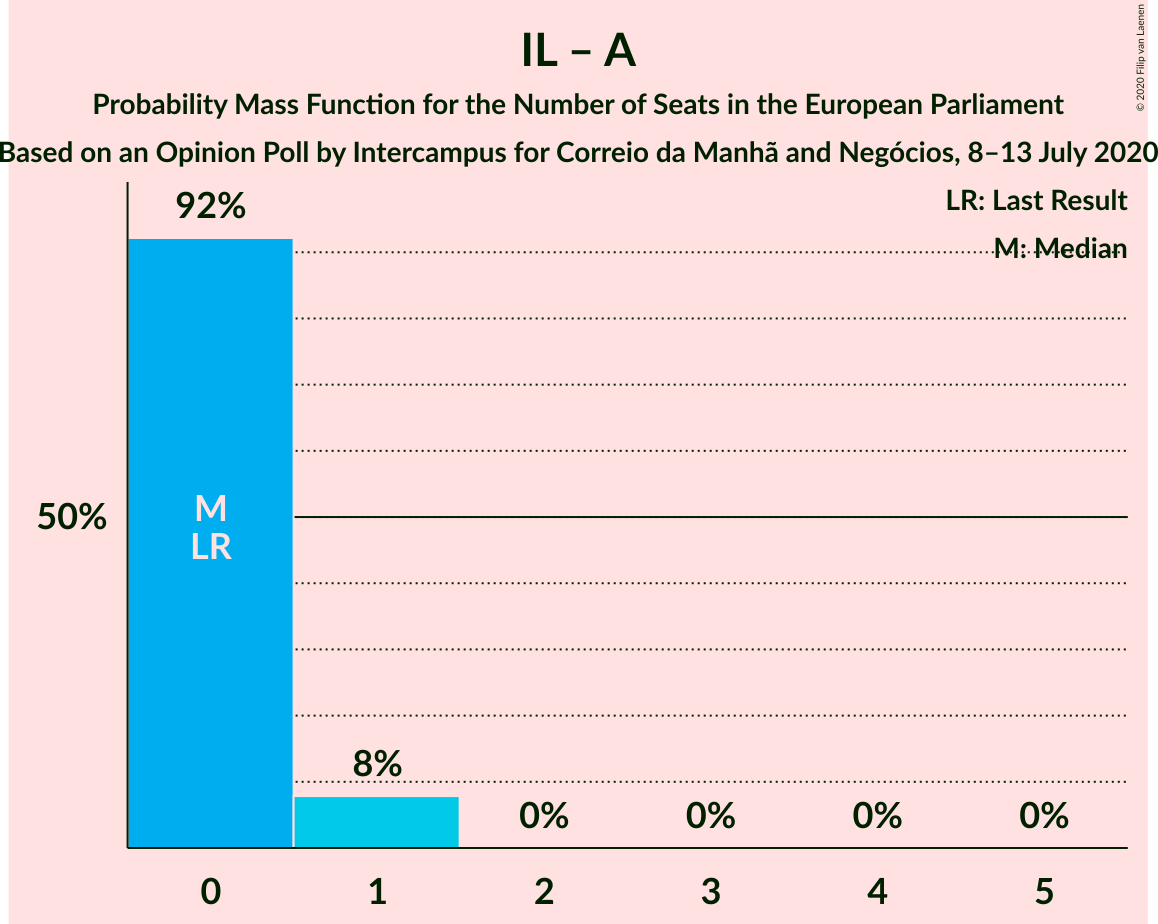 IL – A
Probability Mass Function for the Number of Seats in the European Parliament
Based on an Opinion Poll by Intercampus for Correio da Manhã and Negócios, 8–13 July 2020
© 2020 Filip van Laenen
LR: Last Result
M: Median
92%
50%
M
LR
8%
0% 0% 0% 0%
0 1 2 3 4 5